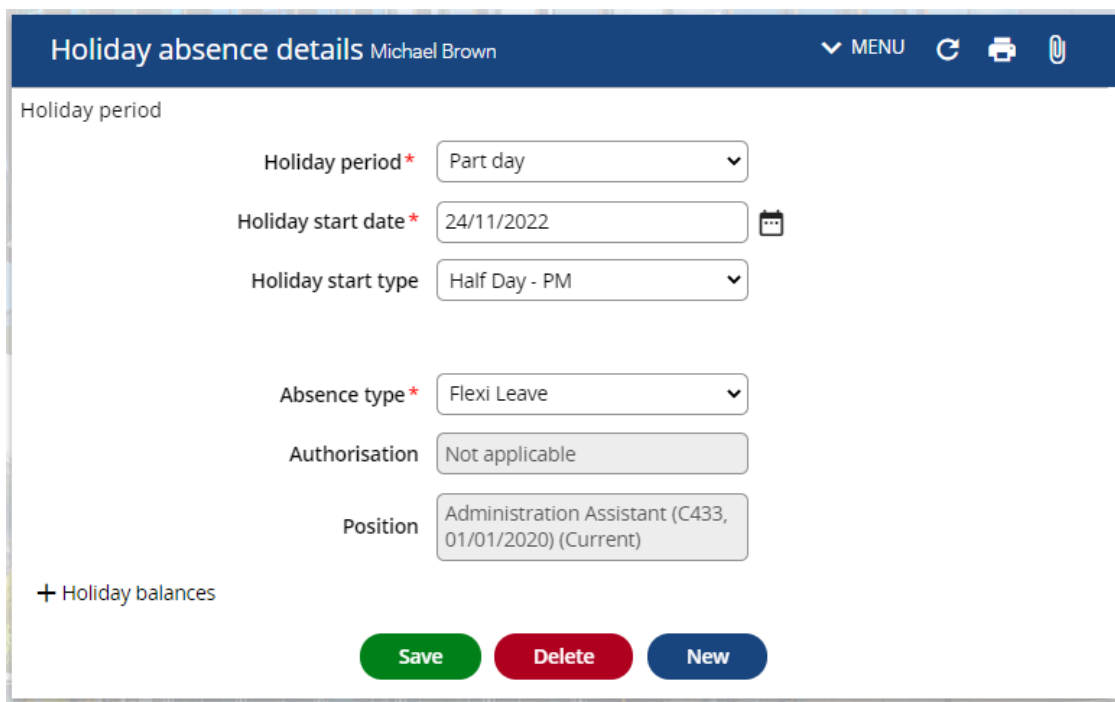 Holiday absence details Michael Brown MENU
Holiday period
Holiday period* Part day
Holiday start date* 24/11/2022
Holiday start type Half Day - PM
Absence type* Flexi Leave
Authorisation Not applicable
Position Administration Assistant (C433,
01/01/2020) (Current)
+ Holiday balances
Save Delete New